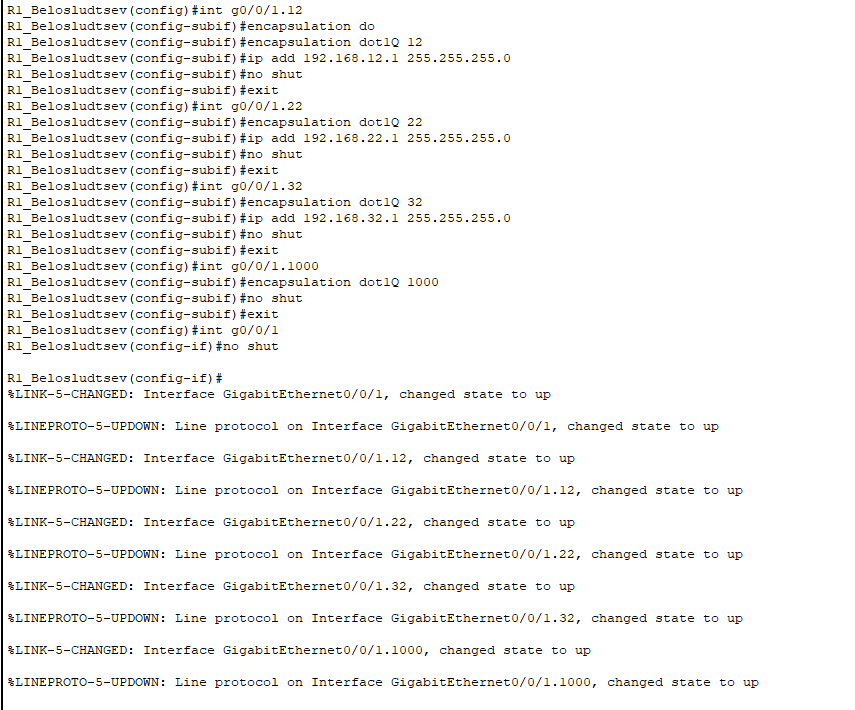 R1_Belosludtsev(config)#int g0/0/1.12
R1_Belosludtsev(config-subif)#encapsulation do
R1_Belosludtsev(config-subif)#encapsulation dot1Q 12
R1_Belosludtsev(config-subif)#ip add 192.168.12.1 255.255.255.0
R1_Belosludtsev(config-subif)#no shut
R1_Belosludtsev(config-subif)#exit
R1_Belosludtsev(config)#int g0/0/1.22
R1_Belosludtsev(config-subif)#encapsulation dot1Q 22
R1_Belosludtsev(config-subif)#ip add 192.168.22.1 255.255.255.0
R1_Belosludtsev(config-subif)#no shut
R1_Belosludtsev(config-subif)#exit
R1_Belosludtsev(config)#int g0/0/1.32
R1_Belosludtsev(config-subif)#encapsulation dot1Q 32
R1_Belosludtsev(config-subif)#ip add 192.168.32.1 255.255.255.0
R1_Belosludtsev(config-subif)#no shut
R1_Belosludtsev(config-subif)#exit
R1_Belosludtsev(config)#int g0/0/1.1000
R1_Belosludtsev(config-subif)#encapsulation dot1Q 1000
R1_Belosludtsev(config-subif)#no shut
R1_Belosludtsev(config-subif)#exit
R1_Belosludtsev(config)#int g0/0/1
R1_Belosludtsev(config-if)#no shut
R1_Belosludtsev(config-if)#
%LINK-5-CHANGED: Interface GigabitEthernet0/0/1, changed state to up
%LINEPROTO-5-UPDOWN: Line protocol on Interface GigabitEthernet0/0/1, changed state to up
%LINK-5-CHANGED: Interface GigabitEthernet0/0/1.12, changed state to up
%LINEPROTO-5-UPDOWN: Line protocol on Interface GigabitEthernet0/0/1.12, changed state to up
%LINK-5-CHANGED: Interface GigabitEthernet0/0/1.22, changed state to up
%LINEPROTO-5-UPDOWN: Line protocol on Interface GigabitEthernet0/0/1.22, changed state to up
%LINK-5-CHANGED: Interface GigabitEthernet0/0/1.32, changed state to up
%LINEPROTO-5-UPDOWN: Line protocol on Interface GigabitEthernet0/0/1.32, changed state to up
%LINK-5-CHANGED: Interface GigabitEthernet0/0/1.1000, changed state to up
%LINEPROTO-5-UPDOWN: Line protocol on Interface GigabitEthernet0/0/1.1000, changed state to up